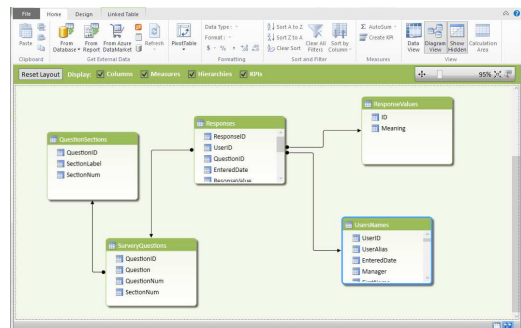 File Home Design Linked Table
Paste
From Database
From Report
From Azure DataMarket
Refresh
PivotTable
Data Type :
Format :
$ % ,
Sort A to Z
Sort Z to A
Clear Sort
Clear All Filters
Sort by Column
AutoSum
Create KPI
Data View
Diagram View
Show Hidden
Calculation Area
Clipboard Get External Data Formatting Sort and Filter Measures View
Reset Layout Display: Columns Measures Hierarchies KPIs 95%
QuestionSections
QuestionID
SectionLabel
SectionNum
Responses
ResponseID
UserID
QuestionID
EnteredDate
ResponseValue
ResponseValues
ID
Meaning
SurveryQuestions
QuestionID
Question
QuestionNum
SectionNum
UsersNames
UserID
UserAlias
EnteredDate
Manager
FirstName